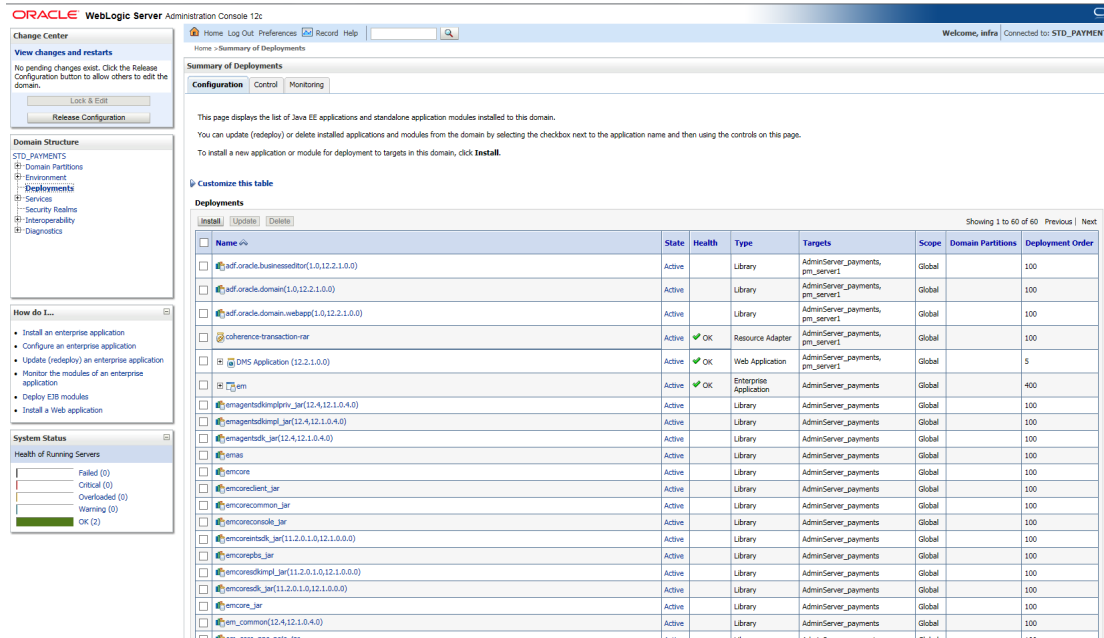 ORACLE® WebLogic Server Administration Console 12c
Change Center
View changes and restarts
No pending changes exist. Click the Release
Configuration button to allow others to edit the
domain.
Lock & Edit
Release Configuration
Domain Structure
STD_PAYMENTS
Domain Partitions
Environment
Deployments
Services
Security Realms
Interoperability
Diagnostics
How do I...
Install an enterprise application
Configure an enterprise application
Update (redeploy) an enterprise application
Monitor the modules of an enterprise
application
Deploy EJB modules
Install a Web application
System Status
Health of Running Servers
Failed (0)
Critical (0)
Overloaded (0)
Warning (0)
OK (2)
Home Log Out Preferences Record Help
Welcome, infra Connected to: STD_PAYMEN
Home >Summary of Deployments
Summary of Deployments
Configuration Control Monitoring
This page displays the list of Java EE applications and standalone application modules installed to this domain.
You can update (redeploy) or delete installed applications and modules from the domain by selecting the checkbox next to the application name and then using the controls on this page.
To install a new application or module for deployment to targets in this domain, click Install.
Customize this table
Deployments
Install Update Delete Showing 1 to 60 of 60 Previous | Next
Name State Health Type Targets Scope Domain Partitions Deployment Order
adf.oracle.businesseditor(1.0,12.2.1.0.0) Active Library AdminServer_payments, pm_server1 Global 100
adf.oracle.domain(1.0,12.2.1.0.0) Active Library AdminServer_payments, pm_server1 Global 100
adf.oracle.domain.webapp(1.0,12.2.1.0.0) Active Library AdminServer_payments, pm_server1 Global 100
coherence-transaction-rar Active OK Resource Adapter AdminServer_payments, pm_server1 Global 100
DMS Application (12.2.1.0.0) Active OK Web Application AdminServer_payments, pm_server1 Global 5
em Active OK Enterprise Application AdminServer_payments Global 400
emagentsdkimplpriv_jar(12.4,12.1.0.4.0) Active Library AdminServer_payments Global 100
emagentsdkimpl_jar(12.4,12.1.0.4.0) Active Library AdminServer_payments Global 100
emagentsdk_jar(12.4,12.1.0.4.0) Active Library AdminServer_payments Global 100
emas Active Library AdminServer_payments Global 100
emcore Active Library AdminServer_payments Global 100
emcoreclient_jar Active Library AdminServer_payments Global 100
emcorecommon_jar Active Library AdminServer_payments Global 100
emcoreconsole_jar Active Library AdminServer_payments Global 100
emcoreintsdk_jar(11.2.0.1.0,12.1.0.0.0) Active Library AdminServer_payments Global 100
emcorepbs_jar Active Library AdminServer_payments Global 100
emcoresdkimpl_jar(11.2.0.1.0,12.1.0.0.0) Active Library AdminServer_payments Global 100
emcoresdk_jar(11.2.0.1.0,12.1.0.0.0) Active Library AdminServer_payments Global 100
emcore_jar Active Library AdminServer_payments Global 100
em_common(12.4,12.1.0.4.0) Active Library AdminServer_payments Global 100